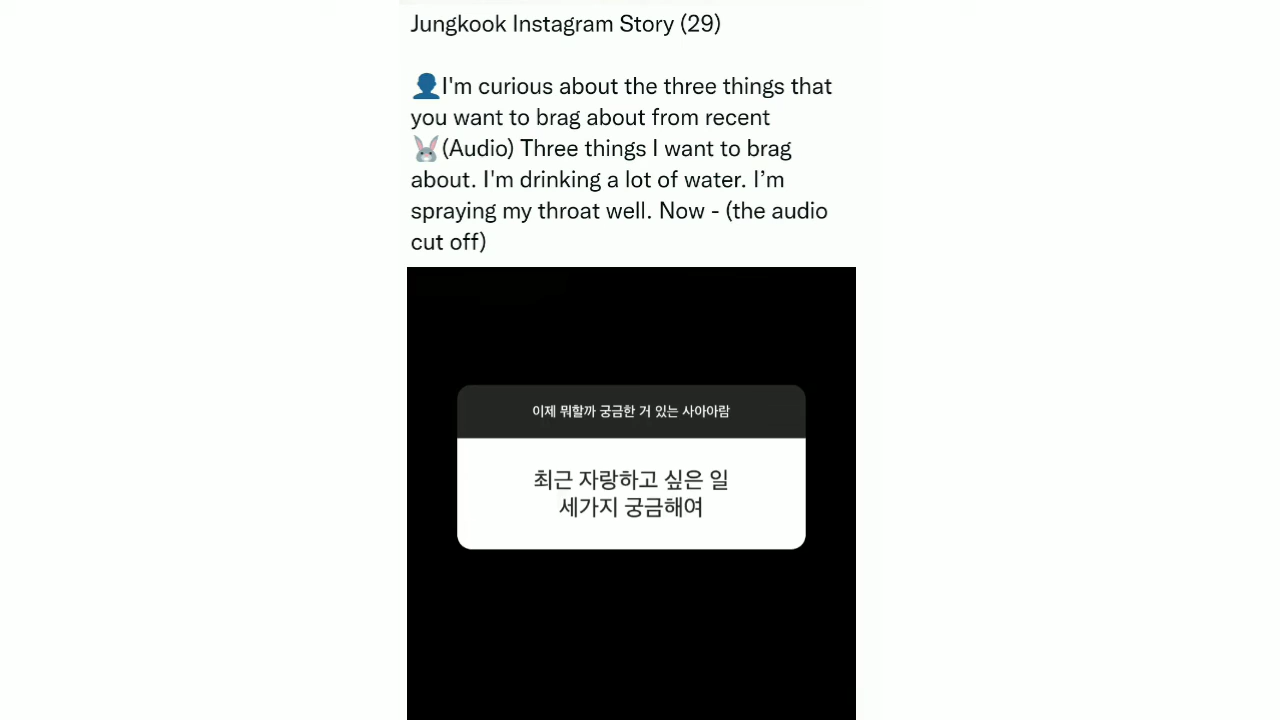 Jungkook Instagram Story (29)
👤I'm curious about the three things that
you want to brag about from recent
🐰(Audio) Three things I want to brag
about. I'm drinking a lot of water. I’m
spraying my throat well. Now - (the audio
cut off)
이제 뭐할까 궁금한 거 있는 사아아람
최근 자랑하고 싶은 일
세가지 궁금해여